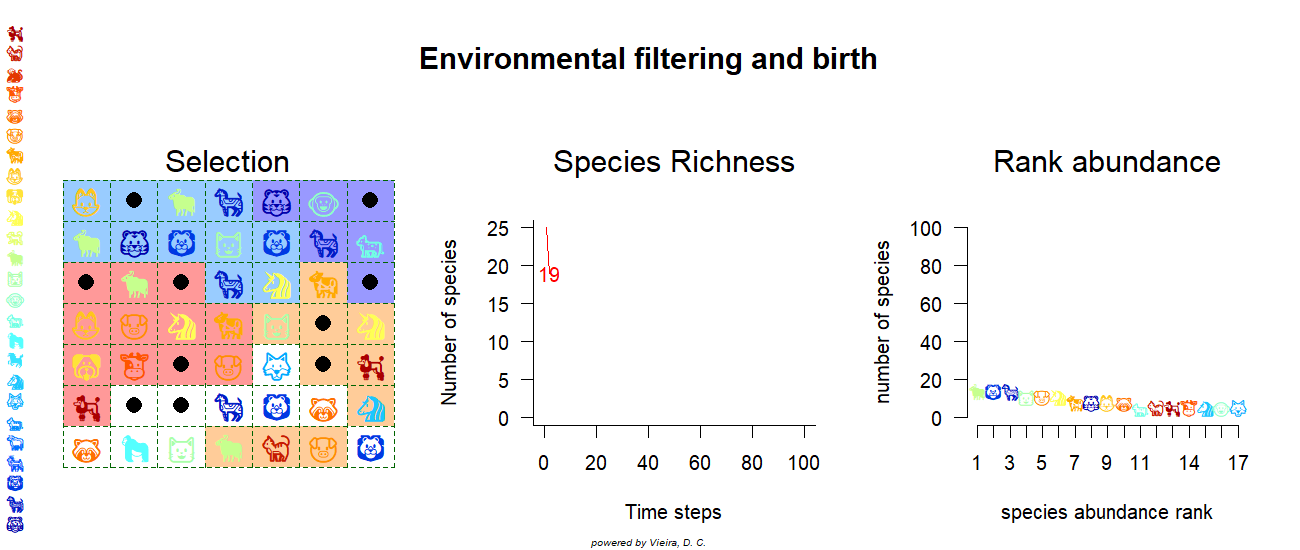 Environmental filtering and birth
Selection
Species Richness
Number of species
25
20
15
10
5
0
19
0 20 40 60 80 100
Time steps
Rank abundance
number of species
100
80
60
40
20
0
1 3 5 7 9 11 14 17
species abundance rank
powered by Vieira, D. C.